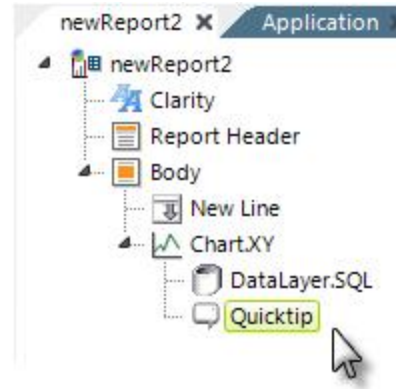 newReport2 Application
newReport2
Clarity
Report Header
Body
New Line
Chart.XY
DataLayer.SQL
Quicktip